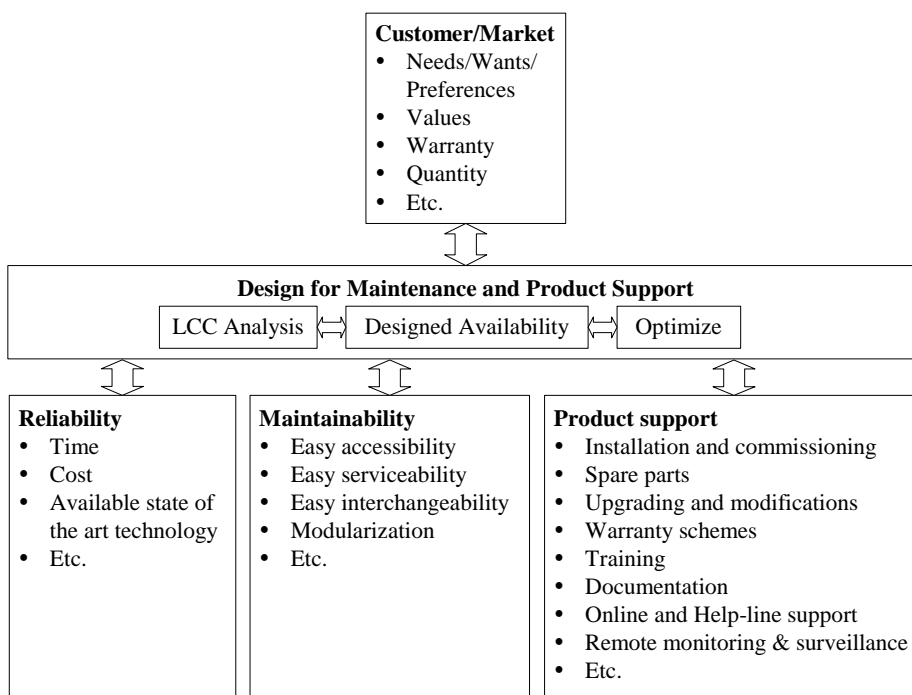 Customer/Market
• Needs/Wants/
Preferences
• Values
• Warranty
• Quantity
• Etc.
Design for Maintenance and Product Support
LCC Analysis
Designed Availability
Optimize
Reliability
• Time
• Cost
• Available state of
the art technology
• Etc.
Maintainability
• Easy accessibility
• Easy serviceability
• Easy interchangeability
• Modularization
• Etc.
Product support
• Installation and commissioning
• Spare parts
• Upgrading and modifications
• Warranty schemes
• Training
• Documentation
• Online and Help-line support
• Remote monitoring & surveillance
• Etc.